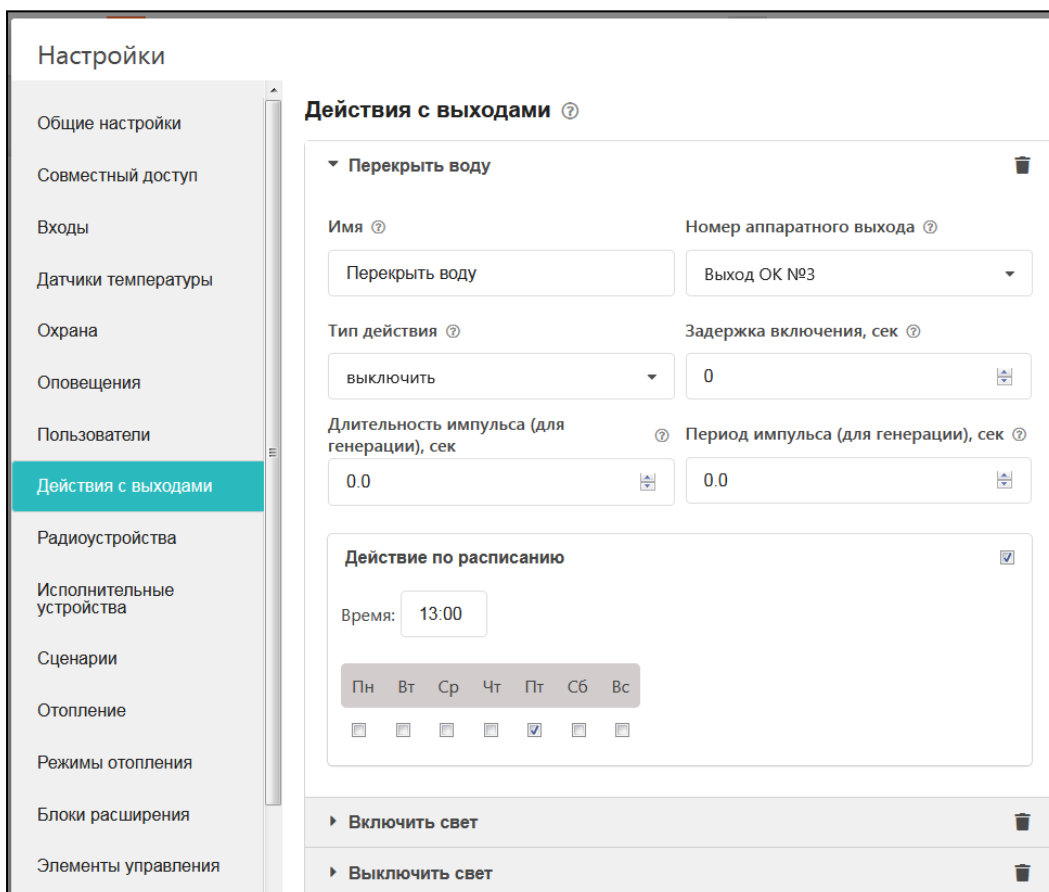 Настройки
Общие настройки
Совместный доступ
Входы
Датчики температуры
Охрана
Оповещения
Пользователи
Действия с выходами
Радиоустройства
Исполнительные
устройства
Сценарии
Отопление
Режимы отопления
Блоки расширения
Элементы управления
Действия с выходами ?
Перекрыть воду
Имя ? Номер аппаратного выхода ?
Перекрыть воду Выход ОК №3
Тип действия ? Задержка включения, сек ?
выключить 0
Длительность импульса (для
генерации), сек ? Период импульса (для генерации), сек ?
0.0 0.0
Действие по расписанию
Время: 13:00
Пн Вт Ср Чт Пт Сб Вс
Включить свет
Выключить свет